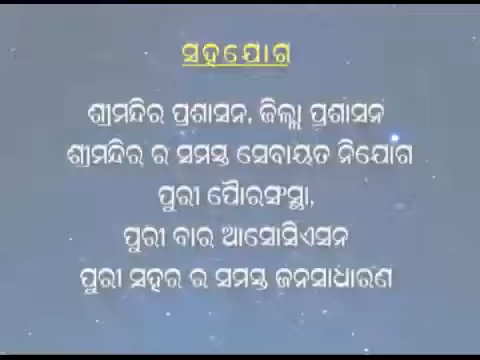 ସହଯୋଗ
ଶ୍ରୀମନ୍ଦିର ପ୍ରଶାସନ, ଜିଲ୍ଲା ପ୍ରଶାସନ
ଶ୍ରୀମନ୍ଦିର ର ସମସ୍ତ ସେବାୟତ ନିଯୋଗ
ପୁରୀ ପୌରସଂସ୍ଥା,
ପୁରୀ ବାର ଆସୋସିଏସନ
ପୁରୀ ସହର ର ସମସ୍ତ ଜନସାଧାରଣ